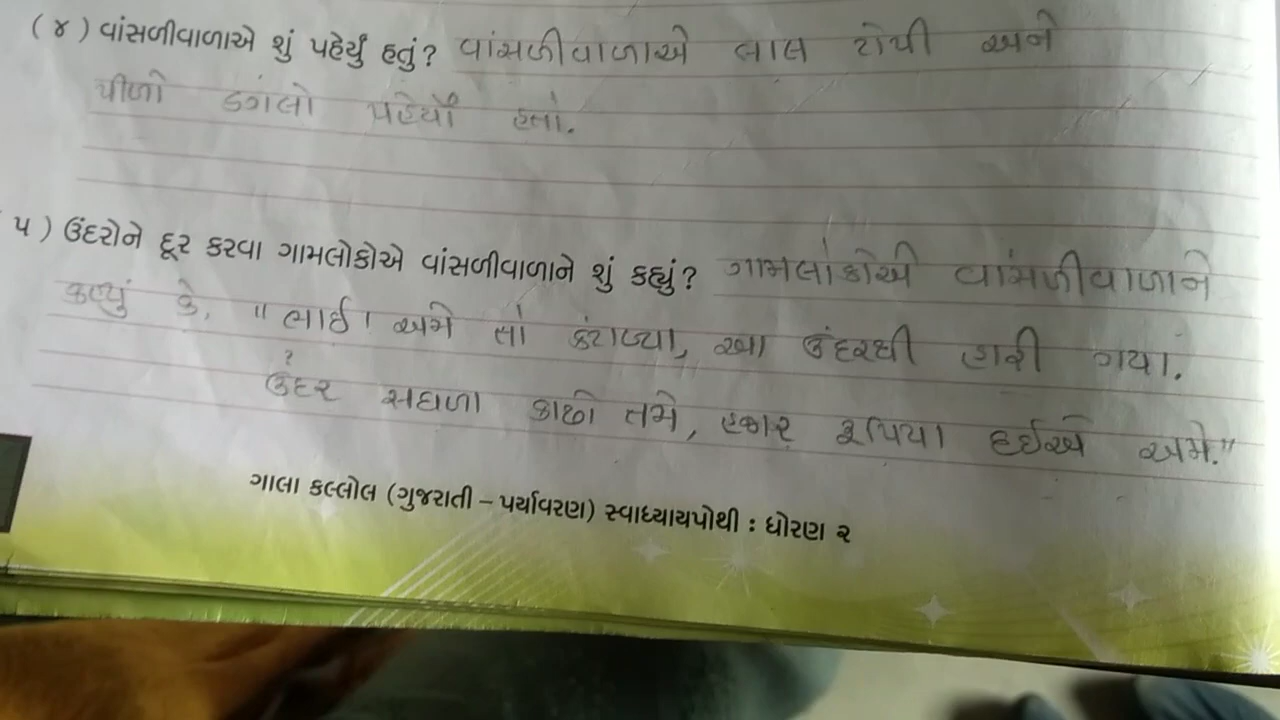 (૪) વાંસળીવાળાએ શું પહેર્યું હતું? વાંસળીવાળાએ લાલ ટોપી અને
પીળો ડગલો પહેર્યો હતો.
૫) ઉંદરોને દૂર કરવા ગામલોકોએ વાંસળીવાળાને શું કહ્યું? ગામલોકોએ વાંસળીવાળાને
કહ્યું કે, "ભાઈ! અમે તો કંટાળ્યા, આ ઉંદરથી હારી ગયા.
ઉંદર સઘળા કાઢો તમે, હજાર રૂપિયા દઈએ અમે."
ગાલા કલ્લોલ (ગુજરાતી – પર્યાવરણ) સ્વાધ્યાયપોથી : ધોરણ ૨